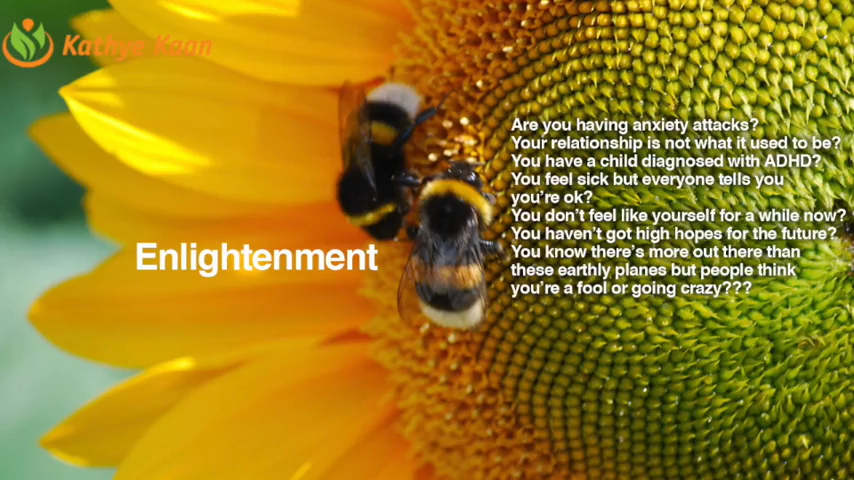 Kathye Kaan
Are you having anxiety attacks?
Your relationship is not what it used to be?
You have a child diagnosed with ADHD?
You feel sick but everyone tells you
you're ok?
You don't feel like yourself for a while now?
You haven't got high hopes for the future?
You know there's more out there than
these earthly planes but people think
you're a fool or going crazy???
Enlightenment